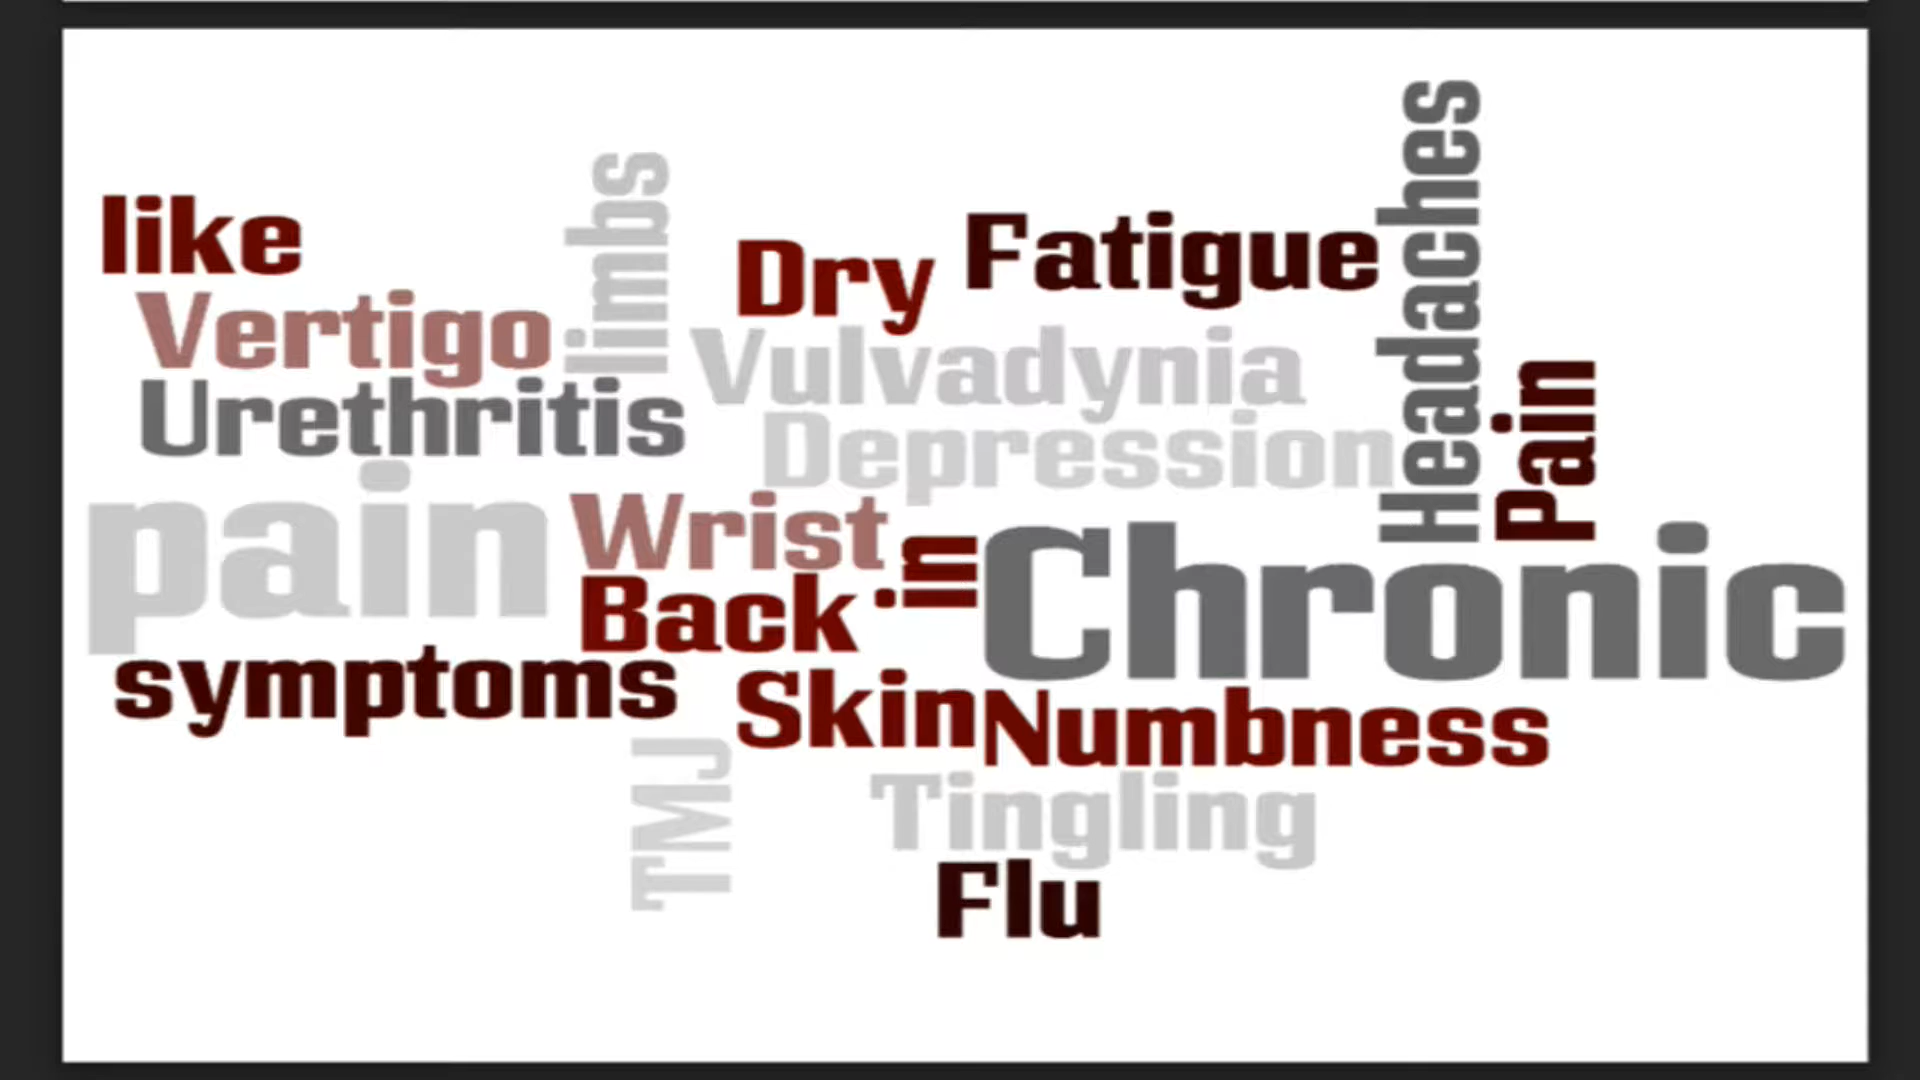 like
limbs
Dry
Fatigue
Headaches
Vertigo
Vulvadynia
Urethritis
Depression
Pain
pain
Wrist
in
Chronic
Back
symptoms
Skin
Numbness
TMJ
Tingling
Flu